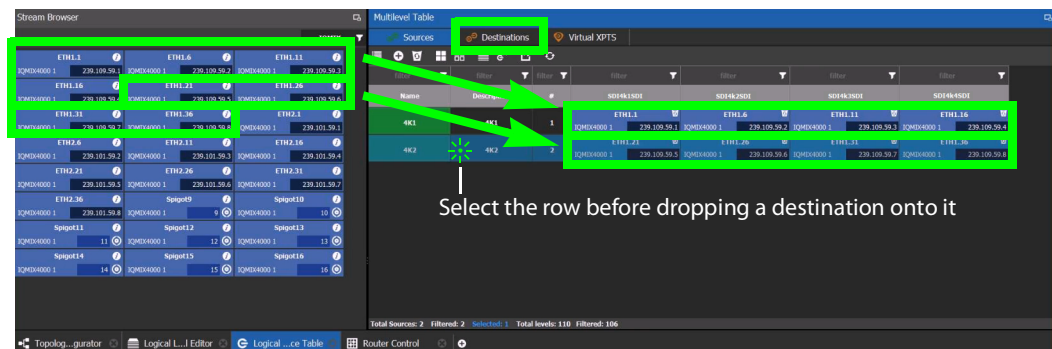 Stream Browser
Multilevel Table
Sources
Destinations
Virtual XPTS
ETH1.1 ETH1.6 ETH1.11
IQMIX4000 1 239.109.59.1 IQMIX4000 1 239.109.59.2 IQMIX4000 1 239.109.59.3
ETH1.16 ETH1.21 ETH1.26
IQMIX4000 1 239.109.59.4 IQMIX4000 1 239.109.59.5 IQMIX4000 1 239.109.59.6
ETH1.31 ETH1.36 ETH2.1
IQMIX4000 1 239.109.59.7 IQMIX4000 1 239.109.59.8 IQMIX4000 1 239.101.59.1
ETH2.6 ETH2.11 ETH2.16
IQMIX4000 1 239.101.59.2 IQMIX4000 1 239.101.59.3 IQMIX4000 1 239.101.59.4
ETH2.21 ETH2.26 ETH2.31
IQMIX4000 1 239.101.59.5 IQMIX4000 1 239.101.59.6 IQMIX4000 1 239.101.59.7
ETH2.36 Spigot9 Spigot10
IQMIX4000 1 239.101.59.8 IQMIX4000 1 9 IQMIX4000 1 10
Spigot11 Spigot12 Spigot13
IQMIX4000 1 11 IQMIX4000 1 12 IQMIX4000 1 13
Spigot14 Spigot15 Spigot16
IQMIX4000 1 14 IQMIX4000 1 15 IQMIX4000 1 16
filter filter filter filter filter filter filter
Name # SDI4k1SDI SDI4k2SDI SDI4k3SDI SDI4k4SDI
4K1 4K1 1
ETH1.1 ETH1.6 ETH1.11 ETH1.16
IQMIX4000 1 239.109.59.1 IQMIX4000 1 239.109.59.2 IQMIX4000 1 239.109.59.3 IQMIX4000 1 239.109.59.4
4K2 4K2 2
ETH1.21 ETH1.26 ETH1.31 ETH1.36
IQMIX4000 1 239.109.59.5 IQMIX4000 1 239.109.59.6 IQMIX4000 1 239.109.59.7 IQMIX4000 1 239.109.59.8
Select the row before dropping a destination onto it
Total Sources: 2 Filtered: 2 Selected: 1 Total levels: 110 Filtered: 106
Topolog...gurator
Logical L...l Editor
Logical ...ce Table
Router Control